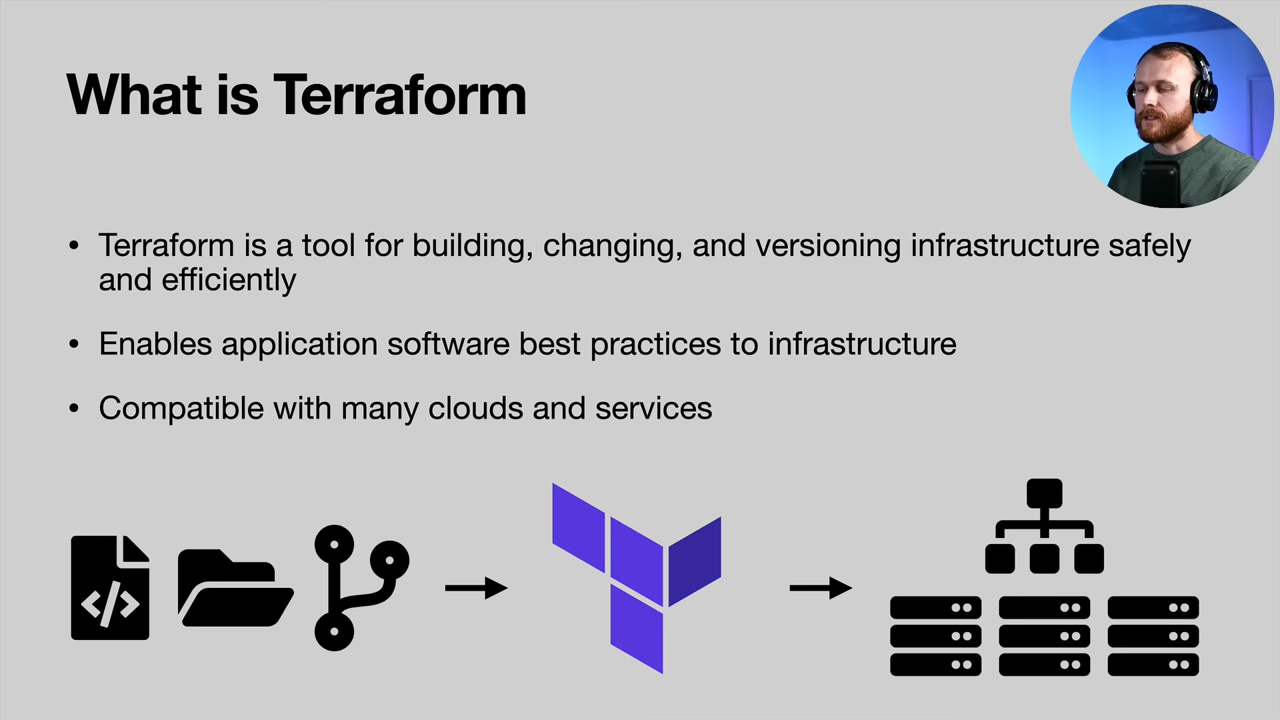 What is Terraform
• Terraform is a tool for building, changing, and versioning infrastructure safely
and efficiently
• Enables application software best practices to infrastructure
• Compatible with many clouds and services